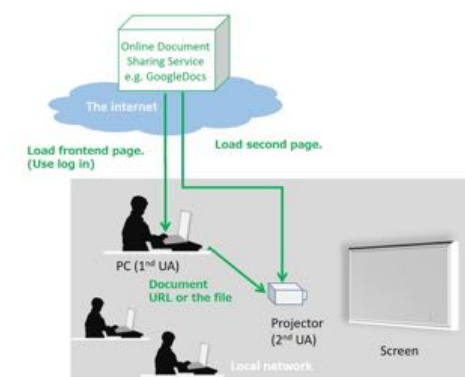 Online Document
Sharing Service
e.g. GoogleDocs
The internet
Load frontend page.
(Use log in)
Load second page.
PC (1nd UA)
Document
URL or the file
Projector
(2nd UA)
Screen
Local network